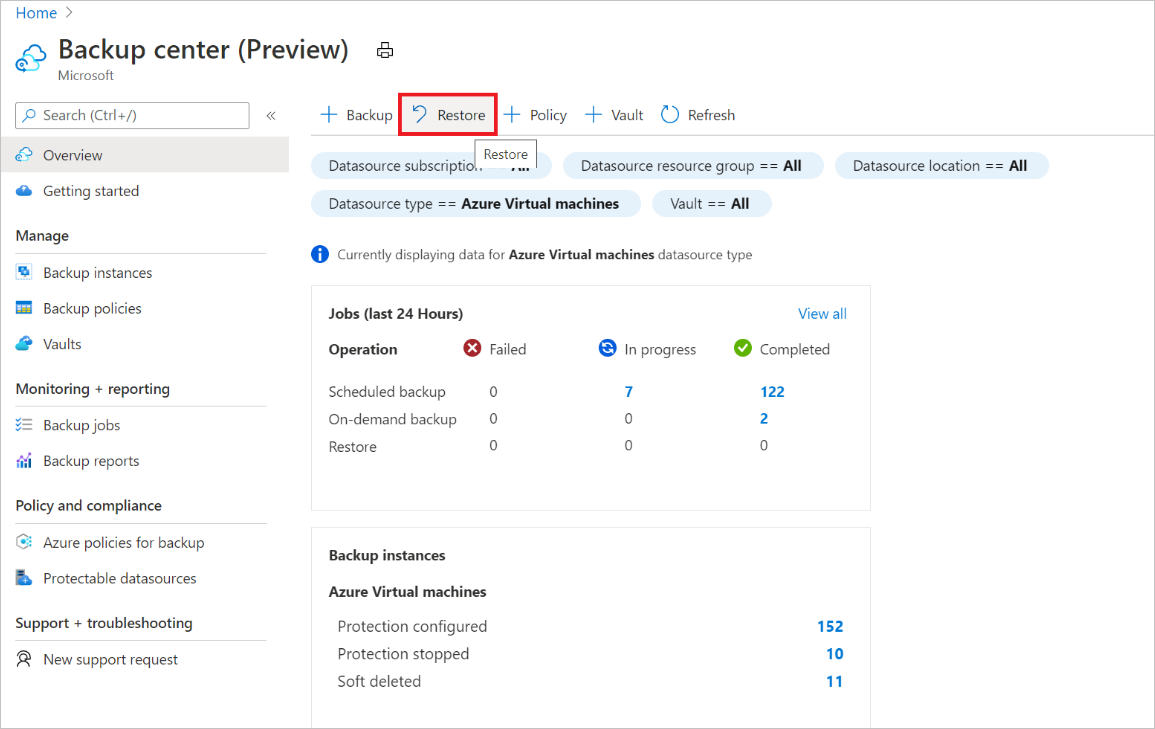 Home
Backup center (Preview)
Microsoft
Search (Ctrl+/)
«
Overview
Getting started
Manage
Backup instances
Backup policies
Vaults
Monitoring + reporting
Backup jobs
Backup reports
Policy and compliance
Azure policies for backup
Protectable datasources
Support + troubleshooting
New support request
Backup Restore Policy Vault Refresh
Restore
Datasource subscription == All Datasource resource group == All Datasource location == All
Datasource type == Azure Virtual machines Vault == All
Currently displaying data for Azure Virtual machines datasource type
Jobs (last 24 Hours) View all
Operation Failed In progress Completed
Scheduled backup 0 7 122
On-demand backup 0 0 2
Restore 0 0 0
Backup instances
Azure Virtual machines
Protection configured 152
Protection stopped 10
Soft deleted 11